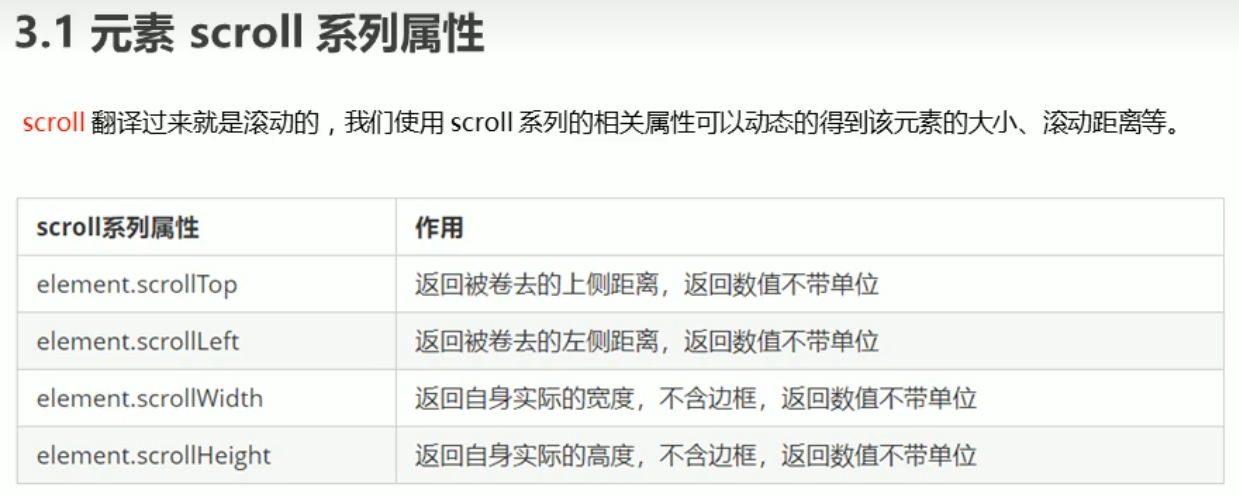 3.1 元素 scroll 系列属性
scroll 翻译过来就是滚动的，我们使用 scroll 系列的相关属性可以动态的得到该元素的大小、滚动距离等。
scroll系列属性 作用
element.scrollTop 返回被卷去的上侧距离，返回数值不带单位
element.scrollLeft 返回被卷去的左侧距离，返回数值不带单位
element.scrollWidth 返回自身实际的宽度，不含边框，返回数值不带单位
element.scrollHeight 返回自身实际的高度，不含边框，返回数值不带单位